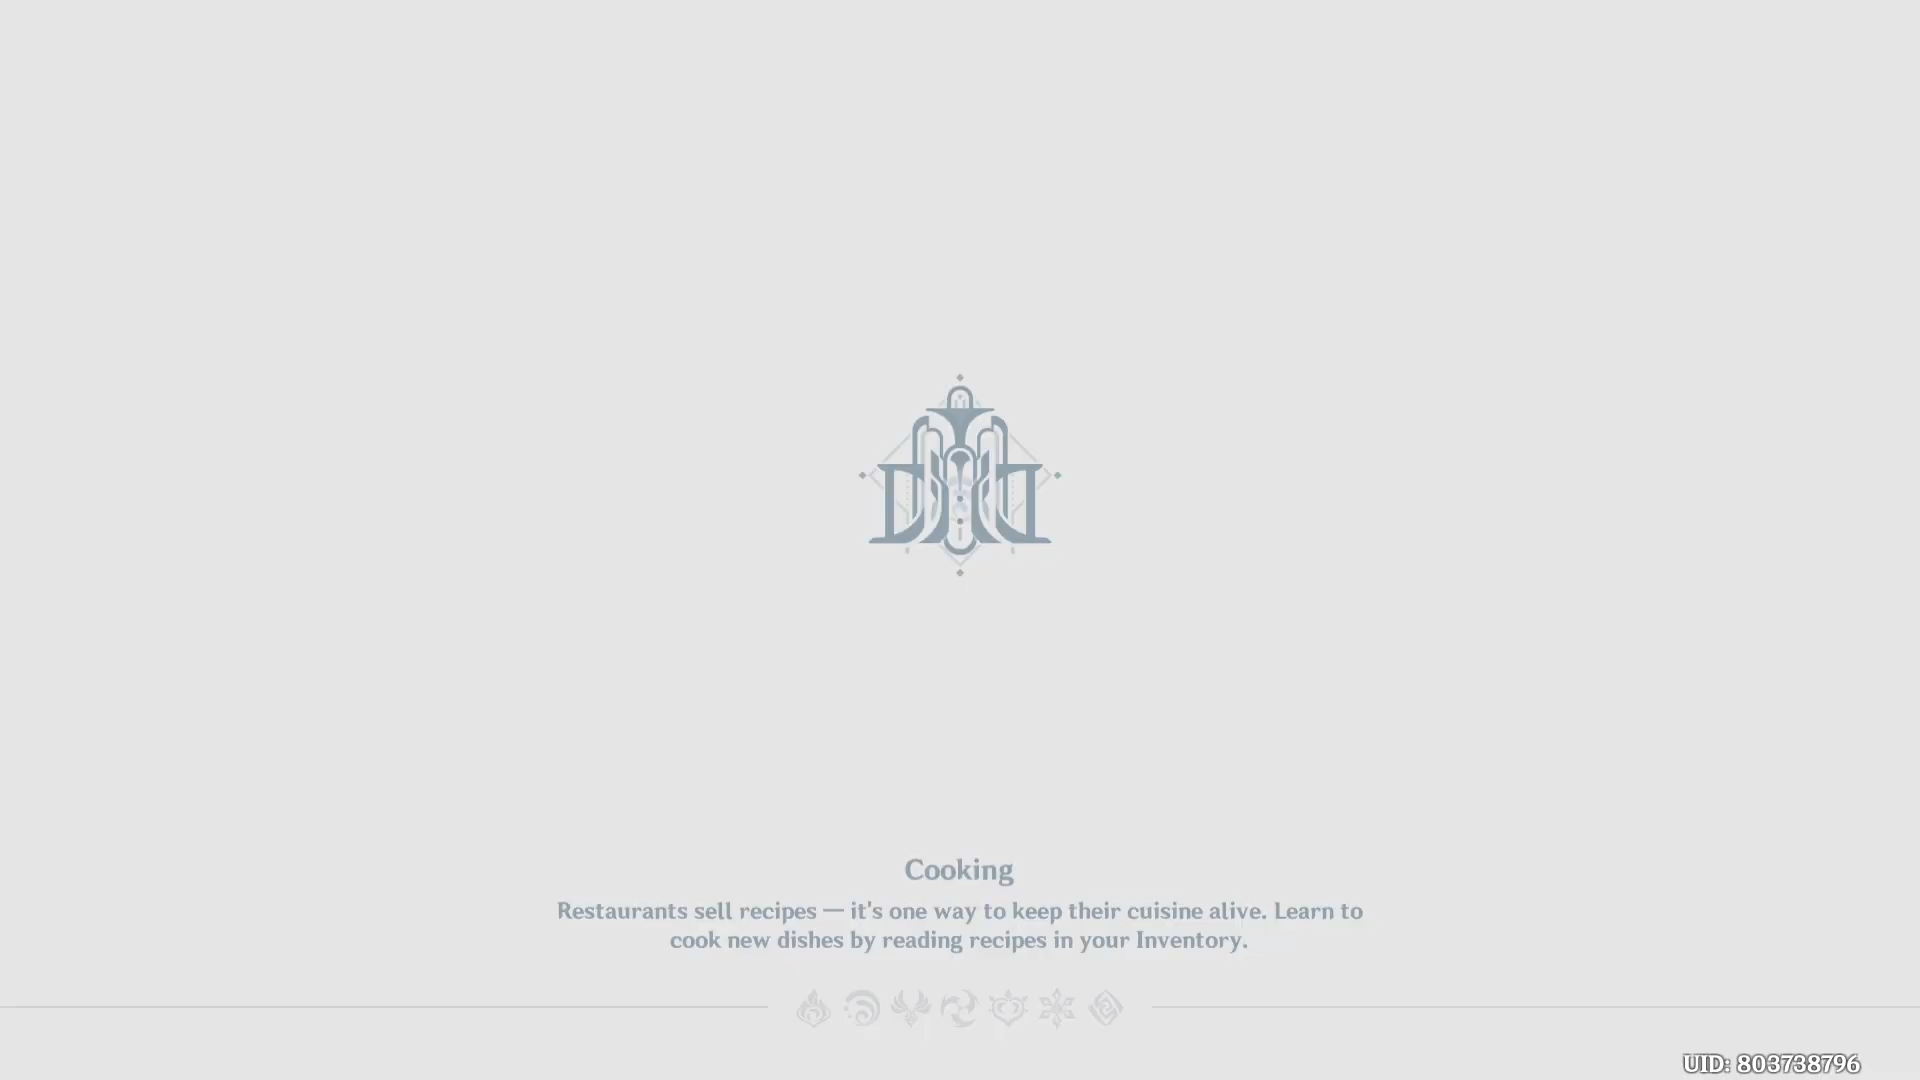 Cooking
Restaurants sell recipes — it's one way to keep their cuisine alive. Learn to
cook new dishes by reading recipes in your Inventory.
UID: 803738796